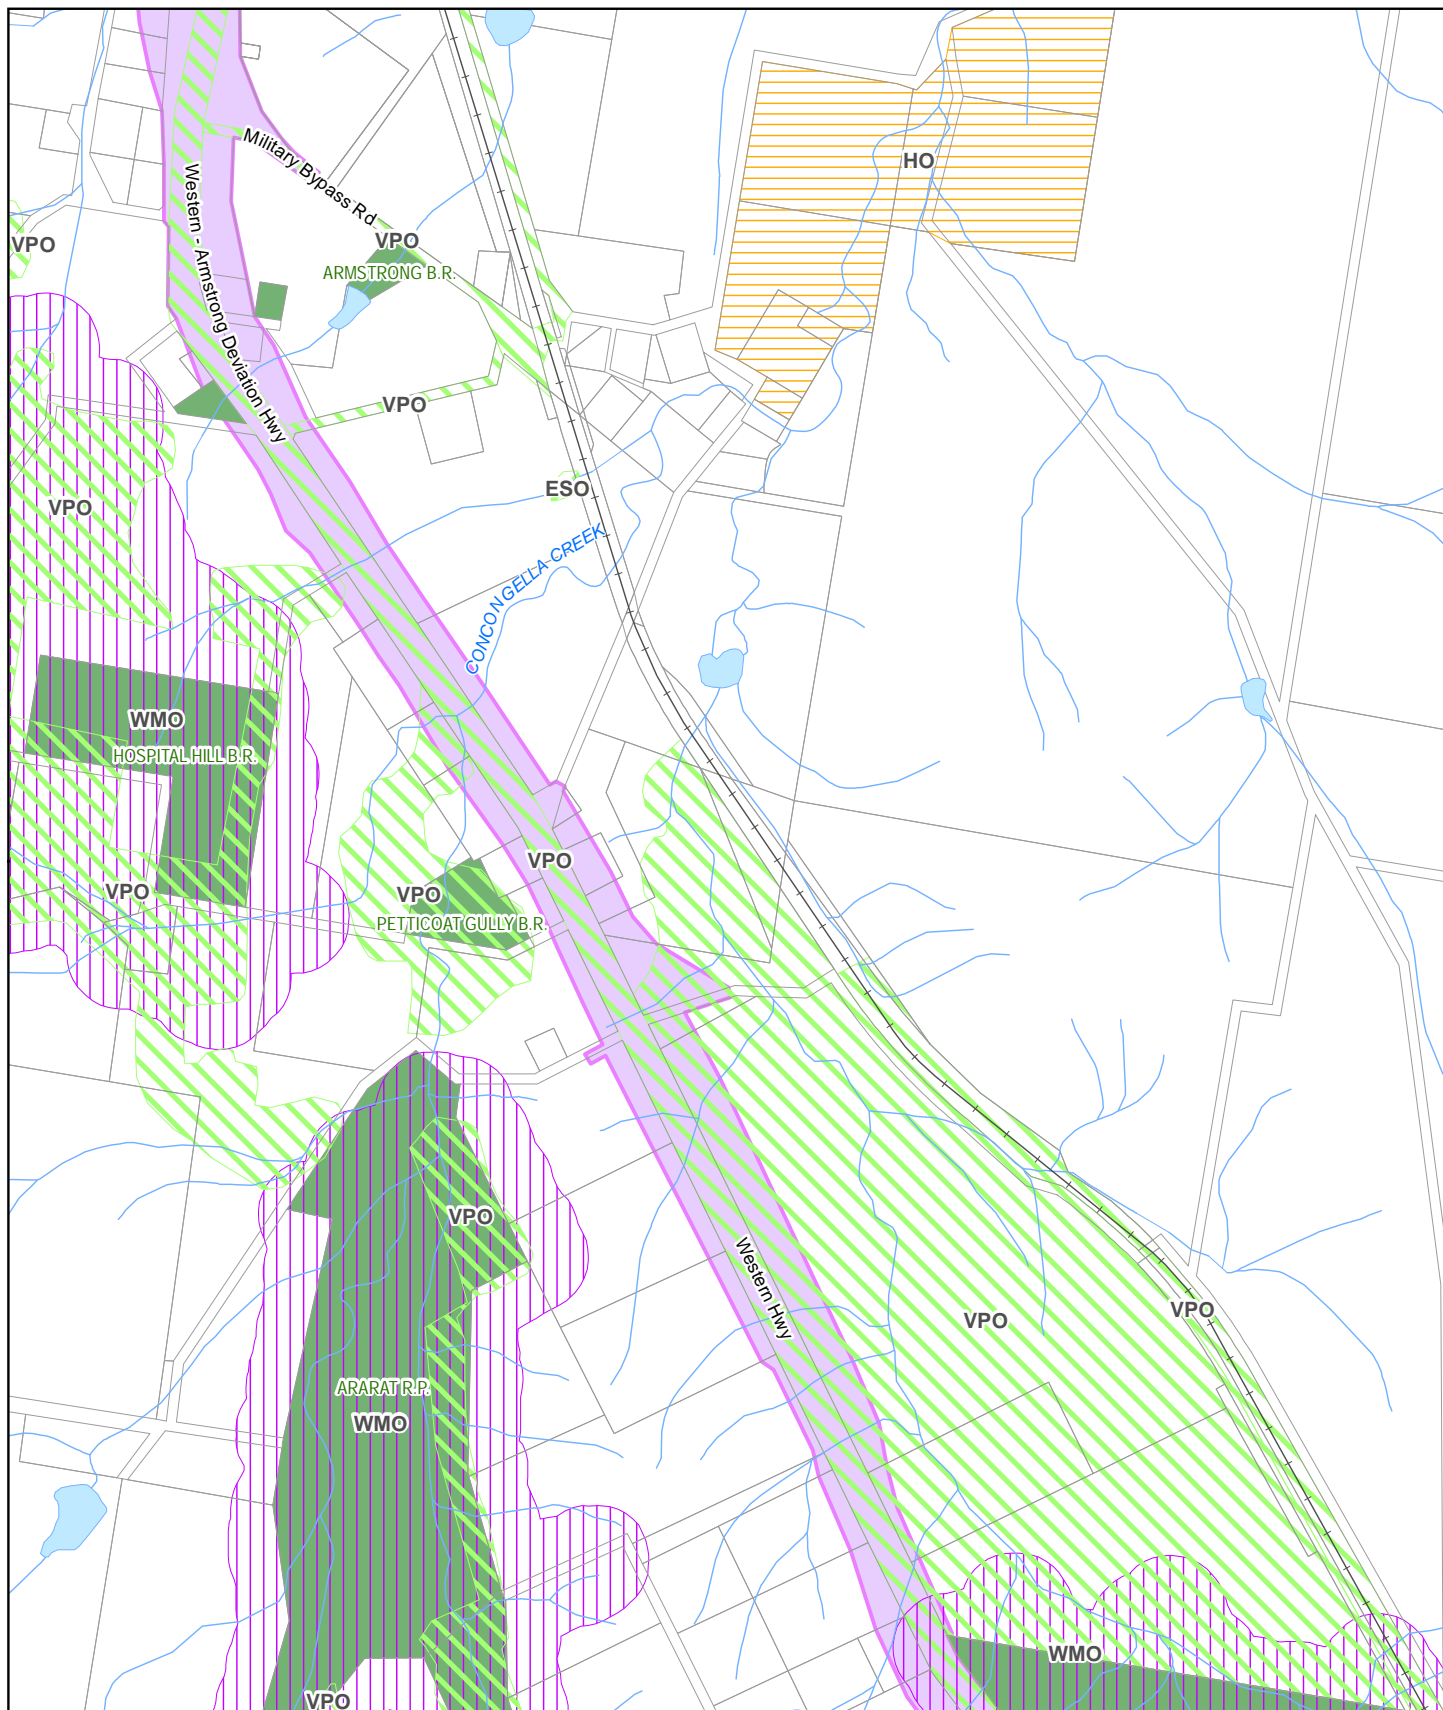 Military Bypass Rd
HO
Western - Armstrong Deviation Hwy
VPO
VPO
ARMSTRONG B.R.
VPO
ESO
VPO
CONCONGELLA CREEK
WMO
HOSPITAL HILL B.R.
VPO
VPO
VPO
PETTICOAT GULLY B.R.
VPO
Western Hwy
VPO
VPO
ARARAT R.P.
WMO
WMO
VPO